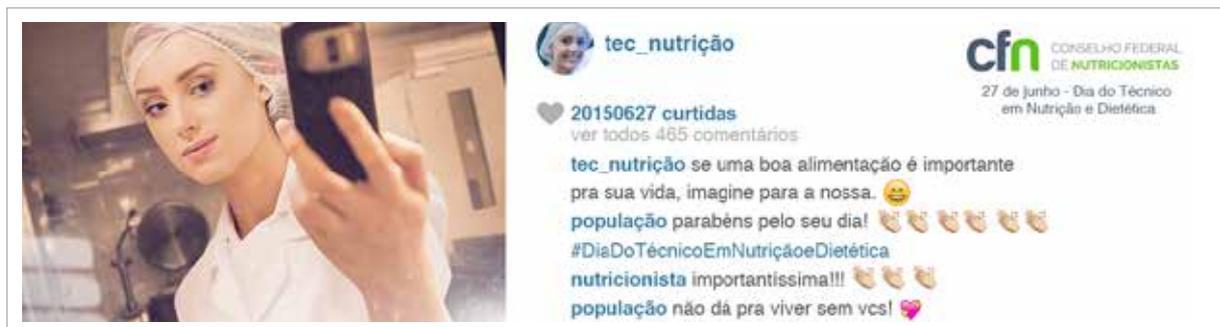 tec_nutrição
cfn CONSELHO FEDERAL
DE NUTRICIONISTAS
27 de junho - Dia do Técnico
em Nutrição e Dietética
20150627 curtidas
ver todos 465 comentários
tec_nutrição se uma boa alimentação é importante
pra sua vida, imagine para a nossa. 😄
população parabéns pelo seu dia! 👏👏👏👏👏👏
#DiaDoTécnicoEmNutriçãoeDietética
nutricionista importantíssima!!! 👏👏👏
população não dá pra viver sem vcs! 💖